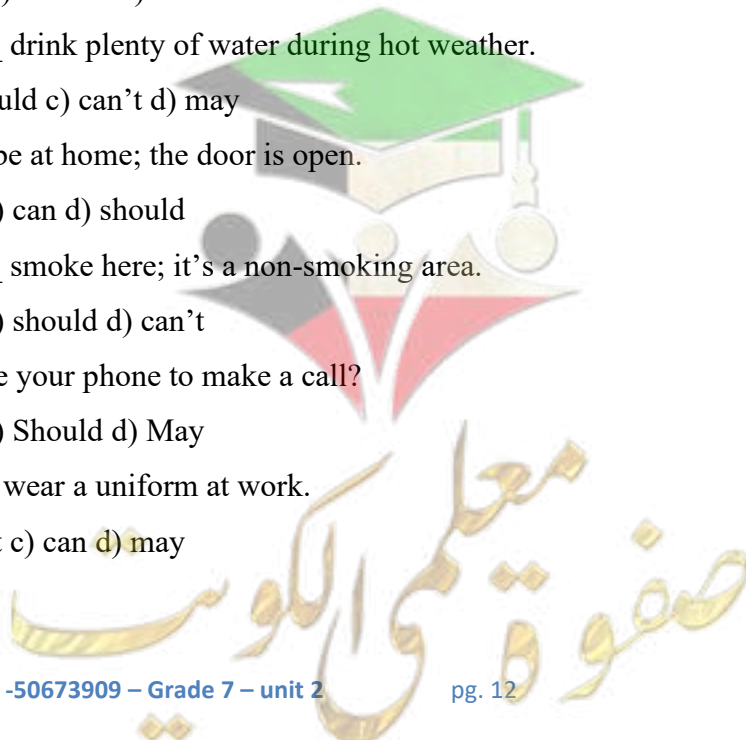 drink plenty of water during hot weather.
uld c) can’t d) may
be at home; the door is open.
) can d) should
smoke here; it’s a non-smoking area.
) should d) can’t
e your phone to make a call?
) Should d) May
wear a uniform at work.
t c) can d) may
صفوة معلمي الكويت
-50673909 – Grade 7 – unit 2 pg. 12